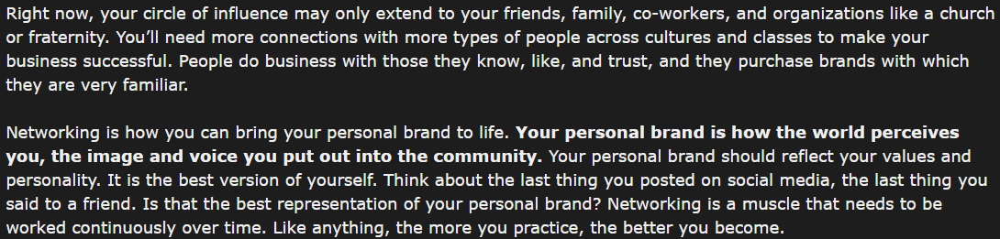 Right now, your circle of influence may only extend to your friends, family, co-workers, and organizations like a church
or fraternity. You’ll need more connections with more types of people across cultures and classes to make your
business successful. People do business with those they know, like, and trust, and they purchase brands with which
they are very familiar.
Networking is how you can bring your personal brand to life. Your personal brand is how the world perceives
you, the image and voice you put out into the community. Your personal brand should reflect your values and
personality. It is the best version of yourself. Think about the last thing you posted on social media, the last thing you
said to a friend. Is that the best representation of your personal brand? Networking is a muscle that needs to be
worked continuously over time. Like anything, the more you practice, the better you become.